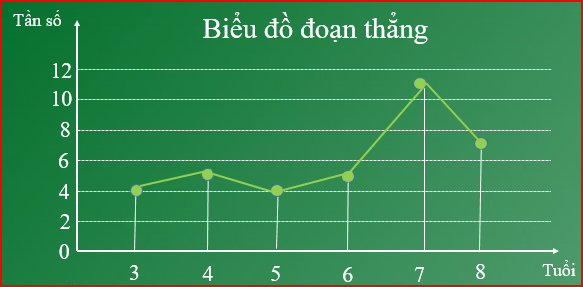 Tần số
Biểu đồ đoạn thẳng
12
10
8
6
4
2
0
3 4 5 6 7 8 Tuổi